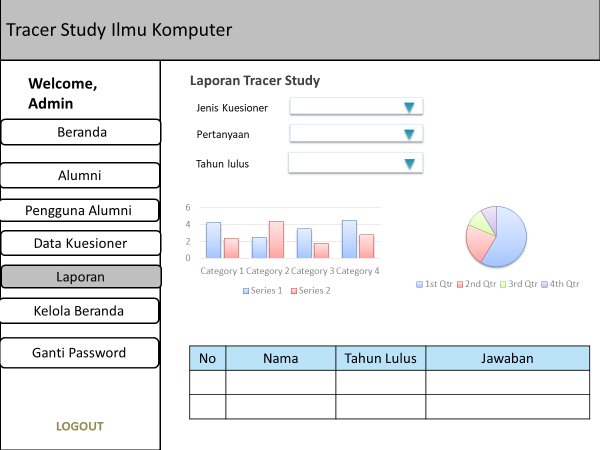 Tracer Study Ilmu Komputer
Welcome,
Admin
Beranda
Alumni
Pengguna Alumni
Data Kuesioner
Laporan
Kelola Beranda
Ganti Password
LOGOUT
Laporan Tracer Study
Jenis Kuesioner
Pertanyaan
Tahun lulus
6
4
2
0
Category 1 Category 2 Category 3 Category 4
Series 1 Series 2
1st Qtr 2nd Qtr 3rd Qtr 4th Qtr
No Nama Tahun Lulus Jawaban